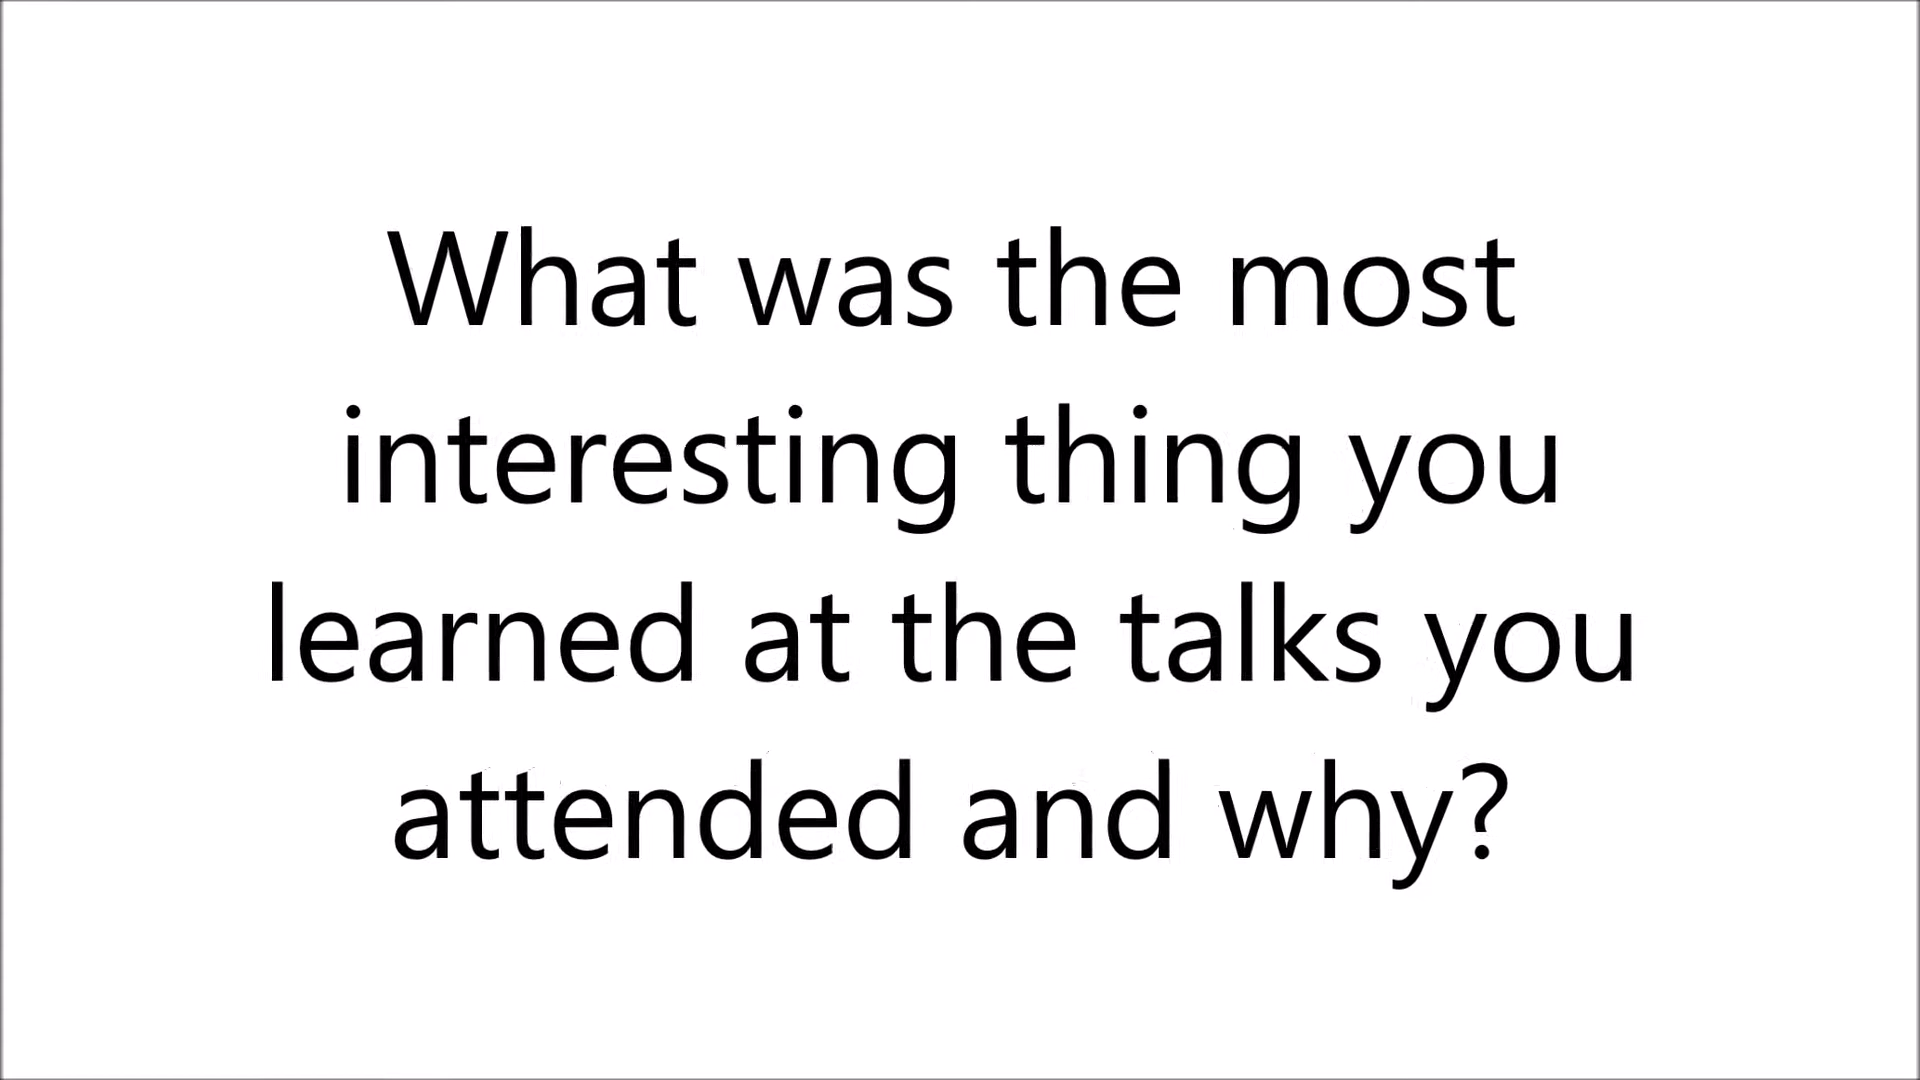 What was the most
interesting thing you
learned at the talks you
attended and why?